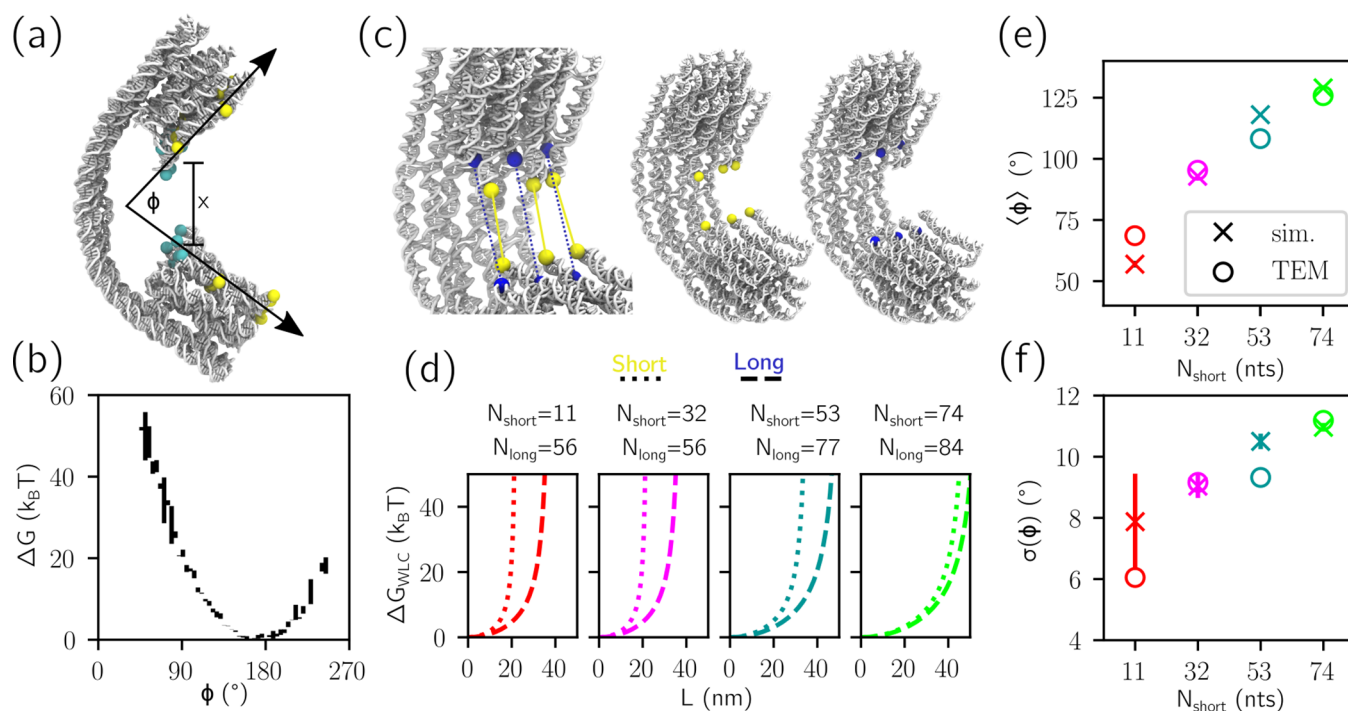 (a)
ϕ
x
(b)
60
40
20
0
ΔG (k_BT)
0
90
180
270
ϕ (°)
(c)
(d)
Short
Long
N_short=11
N_long=56
N_short=32
N_long=56
N_short=53
N_long=77
N_short=74
N_long=84
ΔG_WLC (k_BT)
40
20
0
0 20 40
0 20 40
0 20 40
0 20 40
L (nm)
(e)
⟨ϕ⟩ (°)
125
100
75
50
sim.
TEM
11 32 53 74
N_short (nts)
(f)
σ(ϕ) (°)
12
10
8
6
4
11 32 53 74
N_short (nts)